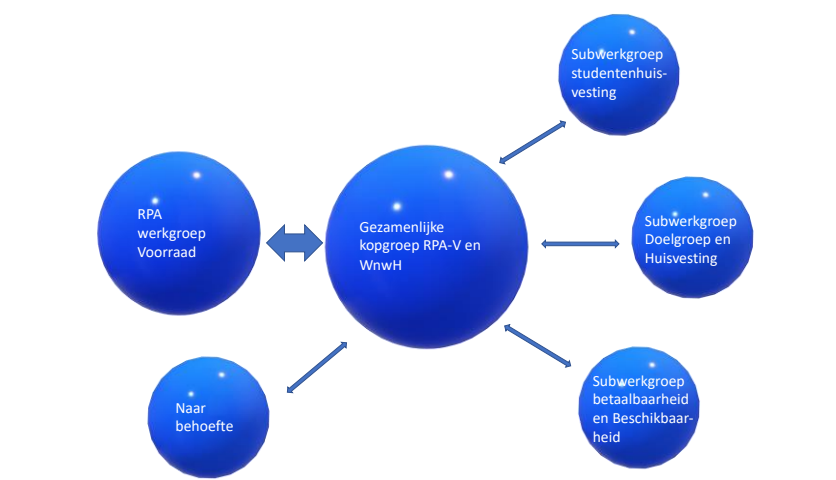 Subwerkgroep
studentenhuis-
vesting
RPA
werkgroep
Voorraad
Gezamenlijke
kopgroep RPA-V en
WnwH
Subwerkgroep
Doelgroep en
Huisvesting
Naar
behoefte
Subwerkgroep
betaalbaarheid
en Beschikbaar-
heid